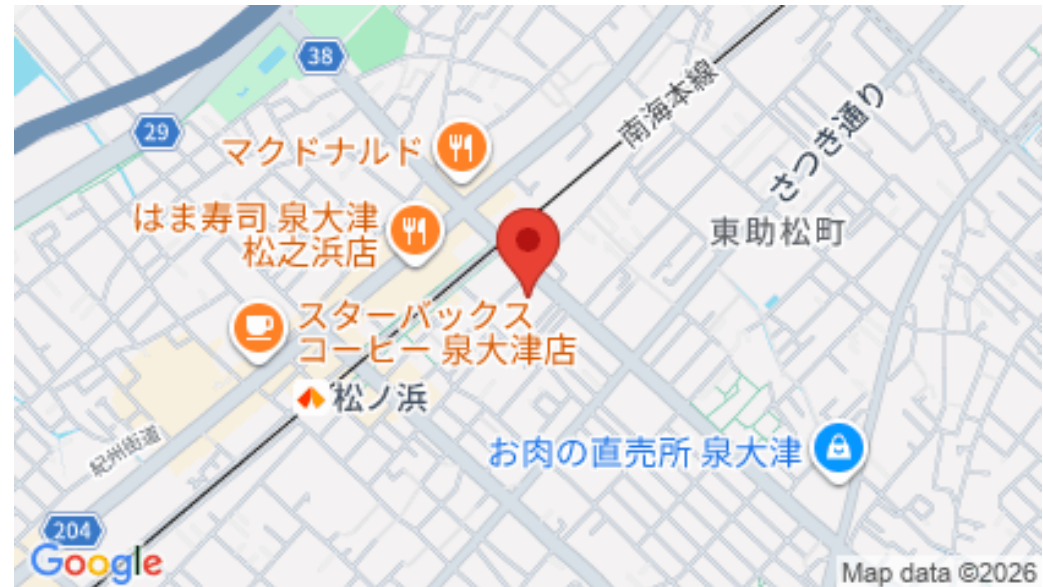 38
29
マクドナルド
南海本線
さつき通り
はま寿司 泉大津
松之浜店
東助松町
スターバックス
コーヒー 泉大津店
松ノ浜
紀州街道
お肉の直売所 泉大津
204
Google
Map data ©2026